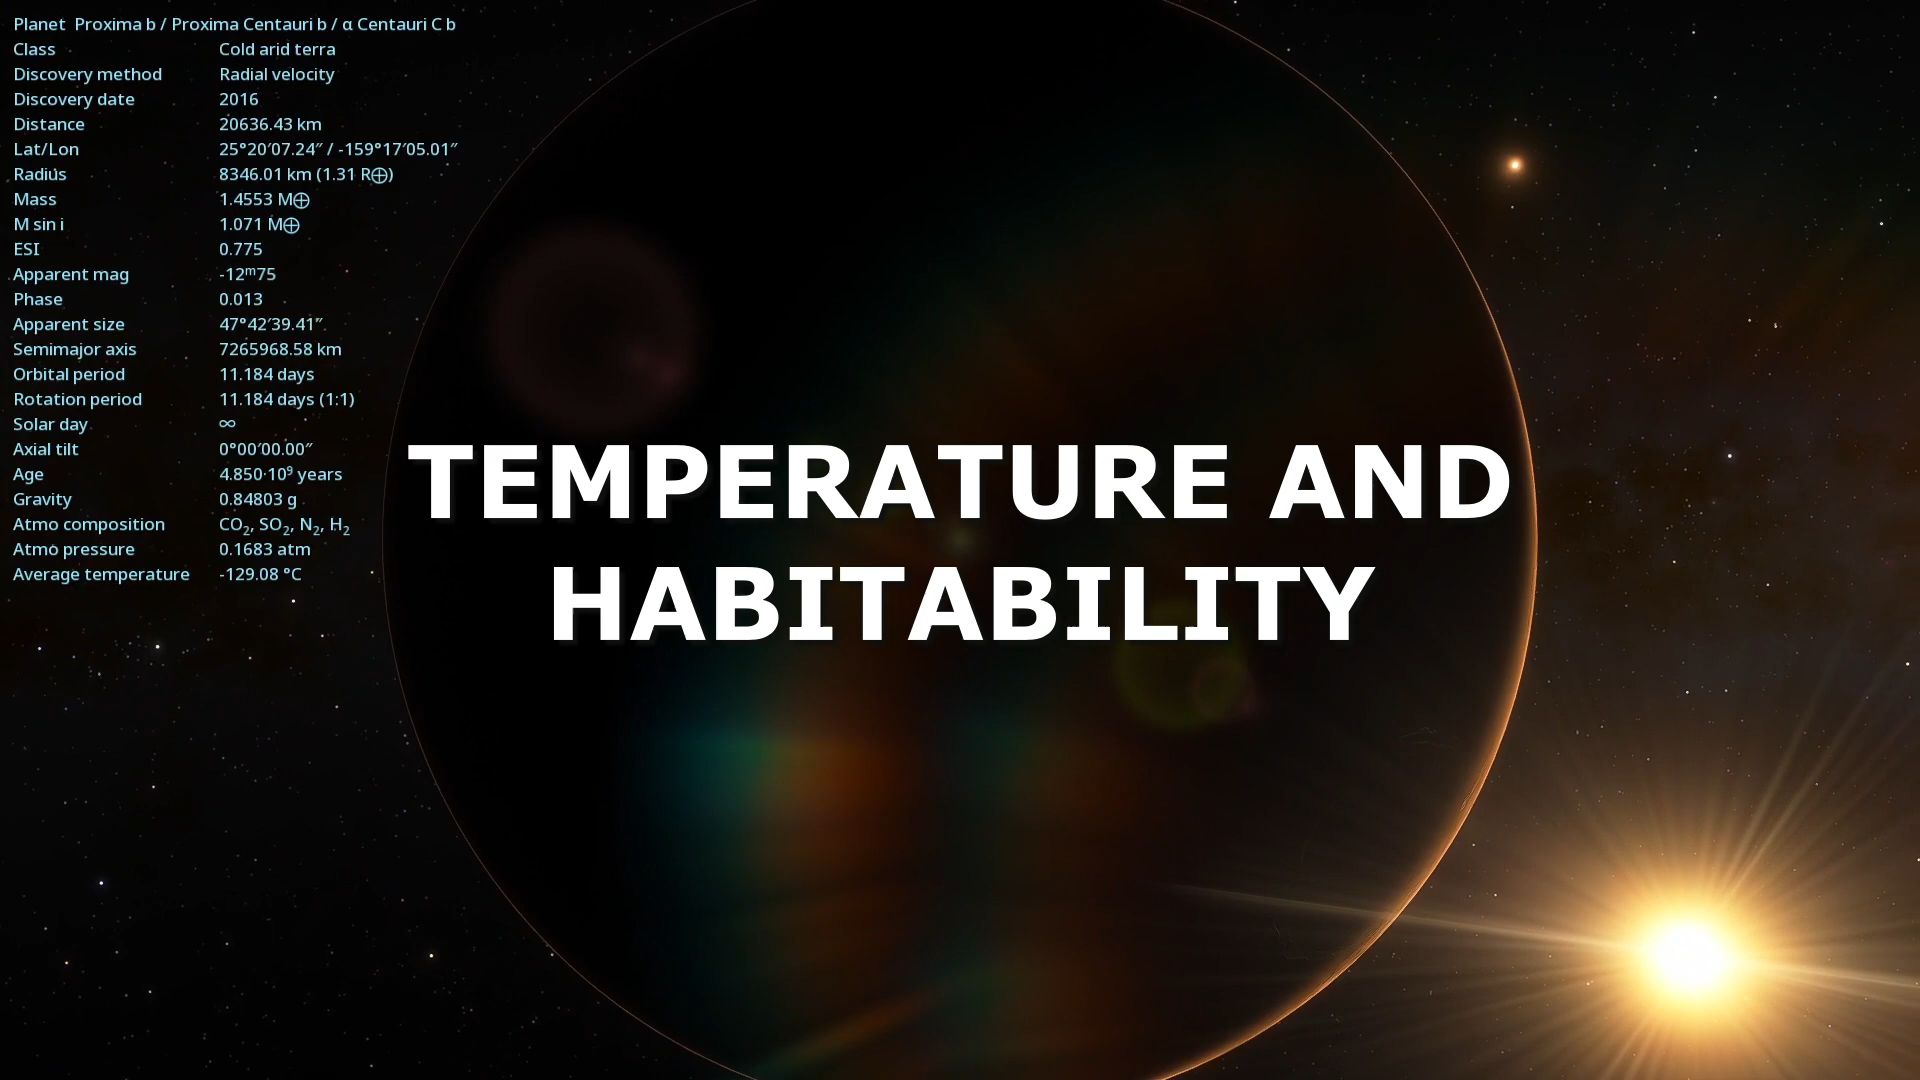 Planet Proxima b / Proxima Centauri b / α Centauri C b
Class Cold arid terra
Discovery method Radial velocity
Discovery date 2016
Distance 20636.43 km
Lat/Lon 25°20′07.24″ / -159°17′05.01″
Radius 8346.01 km (1.31 R⊕)
Mass 1.4553 M⊕
M sin i 1.071 M⊕
ESI 0.775
Apparent mag -12ᵐ75
Phase 0.013
Apparent size 47°42′39.41″
Semimajor axis 7265968.58 km
Orbital period 11.184 days
Rotation period 11.184 days (1:1)
Solar day ∞
Axial tilt 0°00′00.00″
Age 4.850·10⁹ years
Gravity 0.84803 g
Atmo composition CO₂, SO₂, N₂, H₂
Atmo pressure 0.1683 atm
Average temperature -129.08 °C
TEMPERATURE AND
HABITABILITY